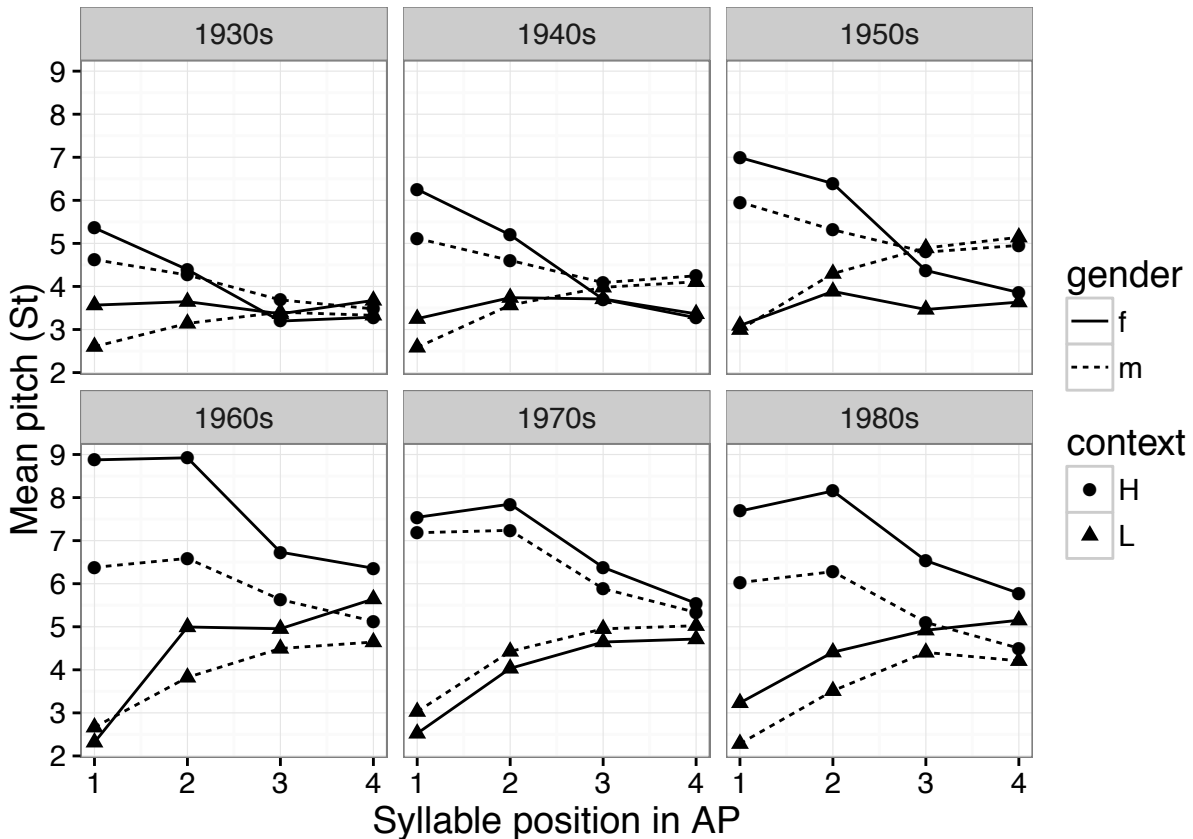 1930s 1940s 1950s
9
8
7
6
5
4
3
2
1960s 1970s 1980s
9
8
7
6
5
4
3
2
1 2 3 4 1 2 3 4 1 2 3 4
Syllable position in AP
Mean pitch (St)
gender
f
m
context
H
L